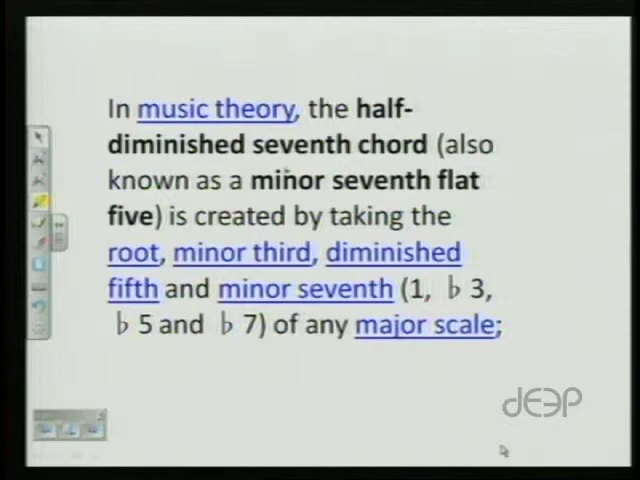 In music theory, the half-
diminished seventh chord (also
known as a minor seventh flat
five) is created by taking the
root, minor third, diminished
fifth and minor seventh (1, ♭3,
♭5 and ♭7) of any major scale;
dEEP